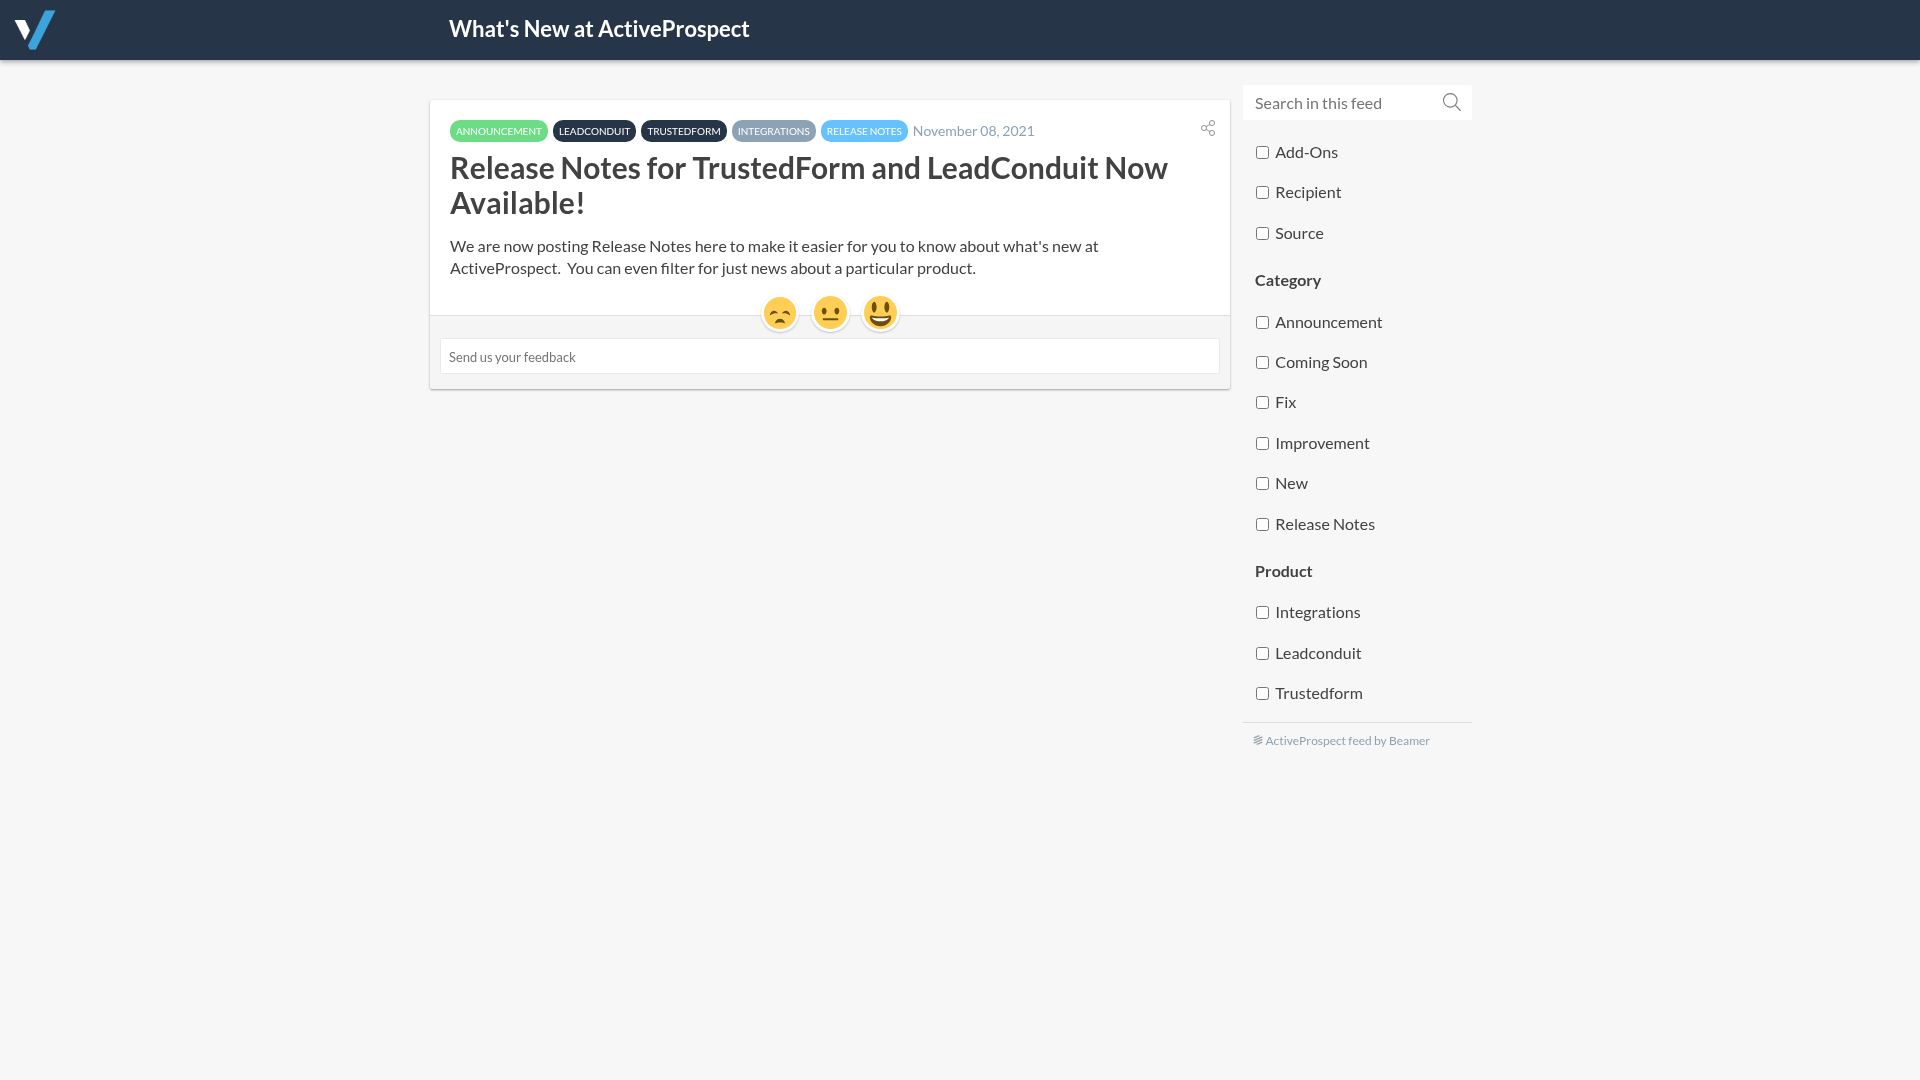 What's New at ActiveProspect
ANNOUNCEMENT LEADCONDUIT TRUSTEDFORM INTEGRATIONS RELEASE NOTES November 08, 2021
Release Notes for TrustedForm and LeadConduit Now
Available!
We are now posting Release Notes here to make it easier for you to know about what's new at
ActiveProspect.  You can even filter for just news about a particular product.
Send us your feedback
Search in this feed
Add-Ons
Recipient
Source
Category
Announcement
Coming Soon
Fix
Improvement
New
Release Notes
Product
Integrations
Leadconduit
Trustedform
ActiveProspect feed by Beamer